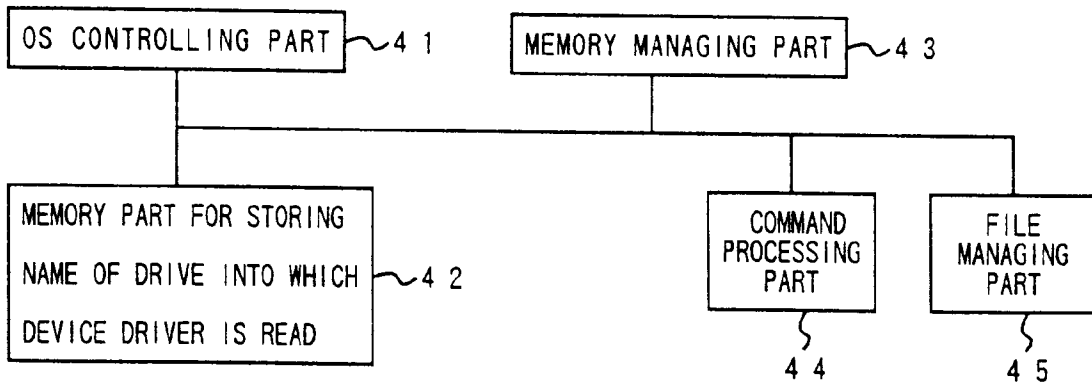 OS CONTROLLING PART
41
MEMORY MANAGING PART
43
MEMORY PART FOR STORING
NAME OF DRIVE INTO WHICH
DEVICE DRIVER IS READ
42
COMMAND
PROCESSING
PART
44
FILE
MANAGING
PART
45